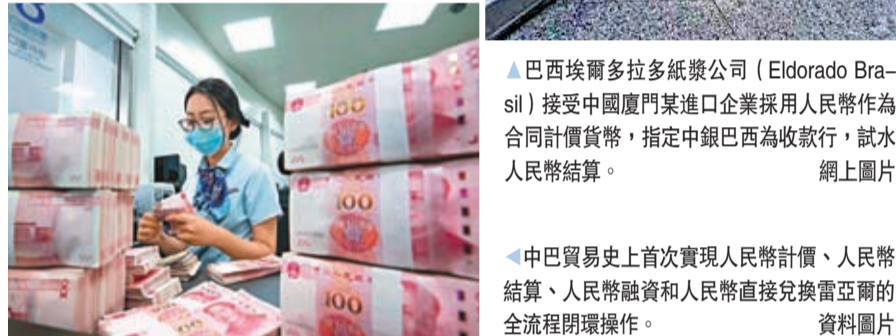 100
100
100
▲巴西埃爾多拉多紙漿公司（Eldorado Bra-
sil）接受中國廈門某進口企業採用人民幣作為
合同計價貨幣，指定中銀巴西為收款行，試水
人民幣結算。 網上圖片
◀中巴貿易史上首次實現人民幣計價、人民幣
結算、人民幣融資和人民幣直接兌換雷亞爾的
全流程閉環操作。 資料圖片